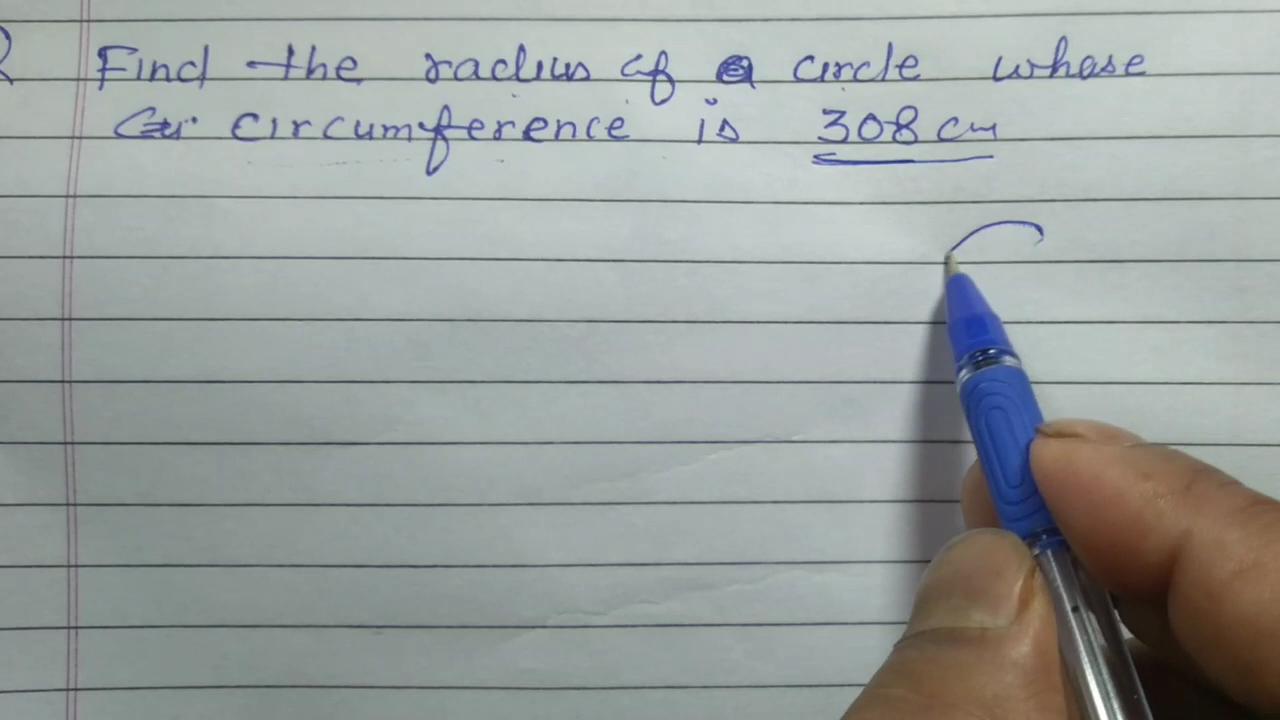 Find the radius of a circle whose
circumference is 308 cm